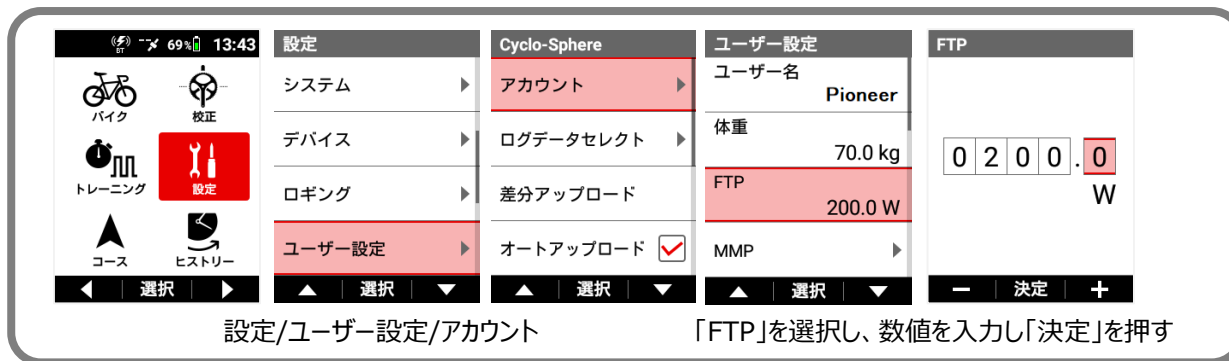 BT 69% 13:43
バイク
校正
トレーニング
設定
コース
ヒストリー
選択
設定
システム
デバイス
ロギング
ユーザー設定
選択
Cyclo-Sphere
アカウント
ログデータセレクト
差分アップロード
オートアップロード
選択
ユーザー設定
ユーザー名
Pioneer
体重
70.0 kg
FTP
200.0 W
MMP
選択
FTP
0 2 0 0 . 0
W
− 決定 +
設定/ユーザー設定/アカウント
「FTP」を選択し、数値を入力し「決定」を押す